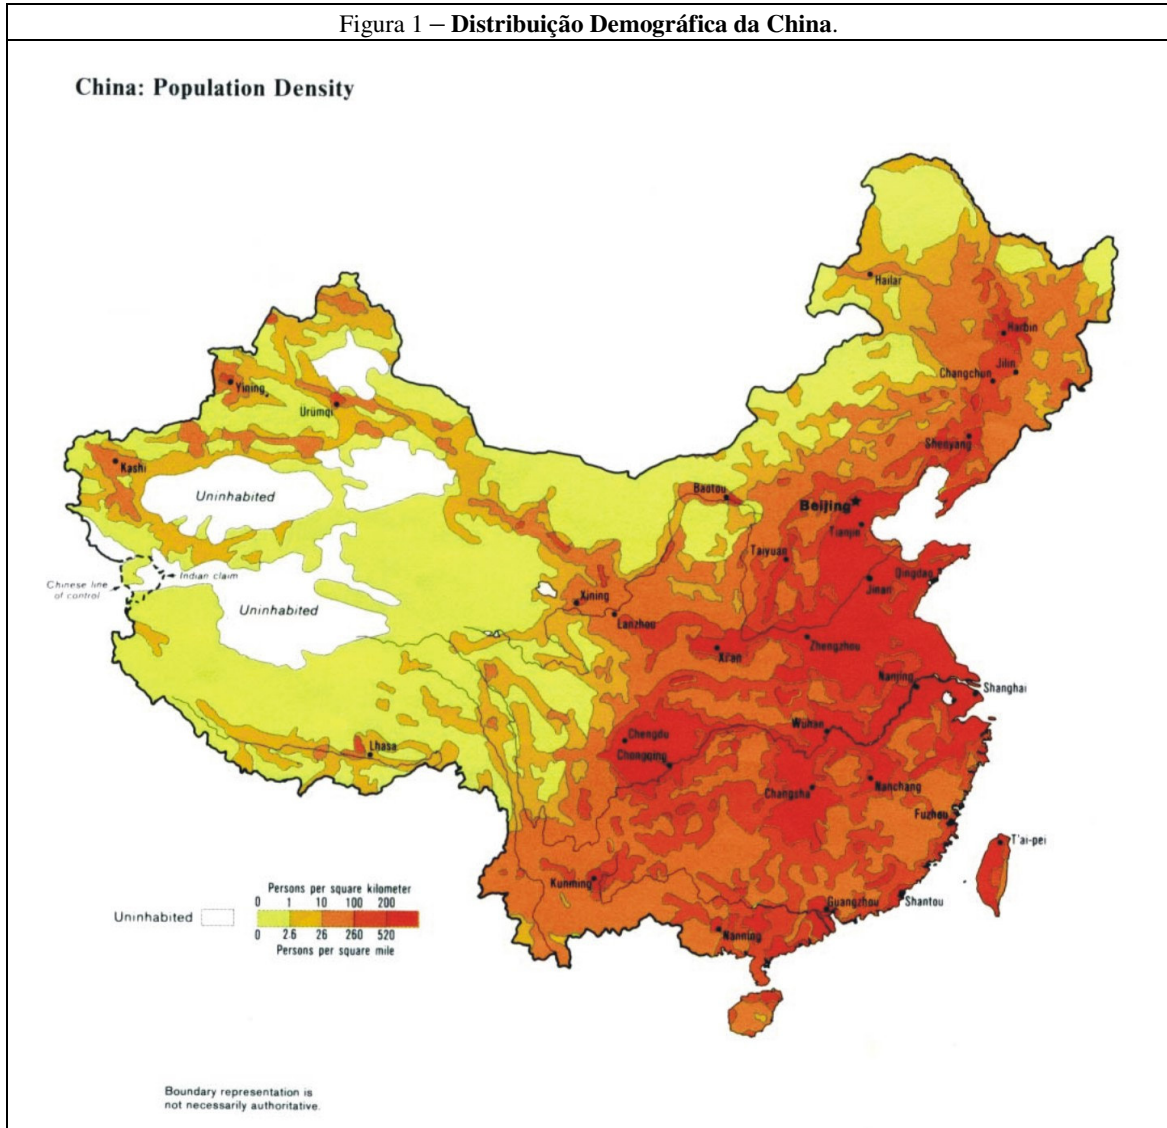 Figura 1 – Distribuição Demográfica da China.
China: Population Density
Hailar
Harbin
Jilin
Changchun
Yining
Ürümqi
Shenyang
Kashi
Uninhabited
Baotou
Beijing
Tianjin
Taiyuan
Indian claim
Chinese line
of control
Qingdao
Jinan
Uninhabited
Xining
Lanzhou
Zhengzhou
Xi'an
Nanjing
Shanghai
Wuhan
Lhasa
Chengdu
Chongqing
Nanchang
Changsha
Fuzhou
T'ai-pei
Kunming
Guangzhou
Shantou
Nanning
Persons per square kilometer
0 1 10 100 200
Uninhabited
0 2.6 26 260 520
Persons per square mile
Boundary representation is
not necessarily authoritative.